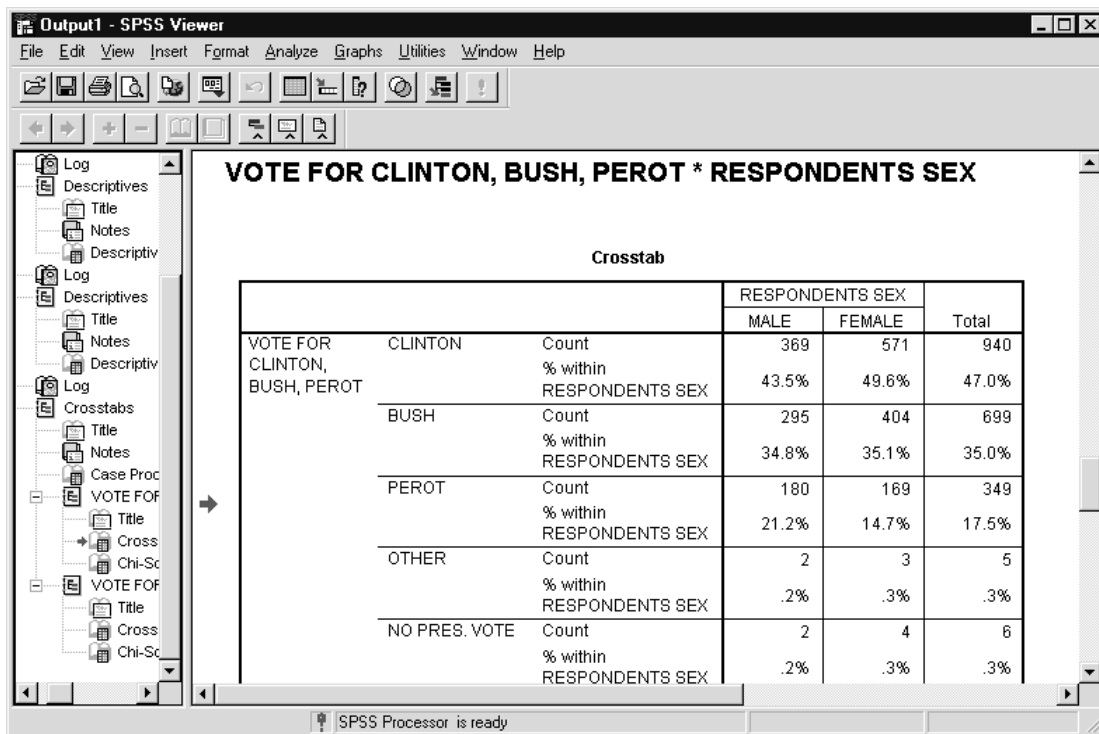 Output1 - SPSS Viewer
File Edit View Insert Format Analyze Graphs Utilities Window Help
Log
Descriptives
Title
Notes
Descriptiv
Log
Descriptives
Title
Notes
Descriptiv
Log
Crosstabs
Title
Notes
Case Proc
VOTE FOR
Title
Cross
Chi-Sc
VOTE FOR
Title
Cross
Chi-Sc
VOTE FOR CLINTON, BUSH, PEROT * RESPONDENTS SEX
Crosstab
RESPONDENTS SEX
MALE FEMALE Total
VOTE FOR CLINTON Count 369 571 940
CLINTON, % within
BUSH, PEROT RESPONDENTS SEX 43.5% 49.6% 47.0%
BUSH Count 295 404 699
% within
RESPONDENTS SEX 34.8% 35.1% 35.0%
PEROT Count 180 169 349
% within
RESPONDENTS SEX 21.2% 14.7% 17.5%
OTHER Count 2 3 5
% within
RESPONDENTS SEX .2% .3% .3%
NO PRES. VOTE Count 2 4 6
% within
RESPONDENTS SEX .2% .3% .3%
SPSS Processor is ready